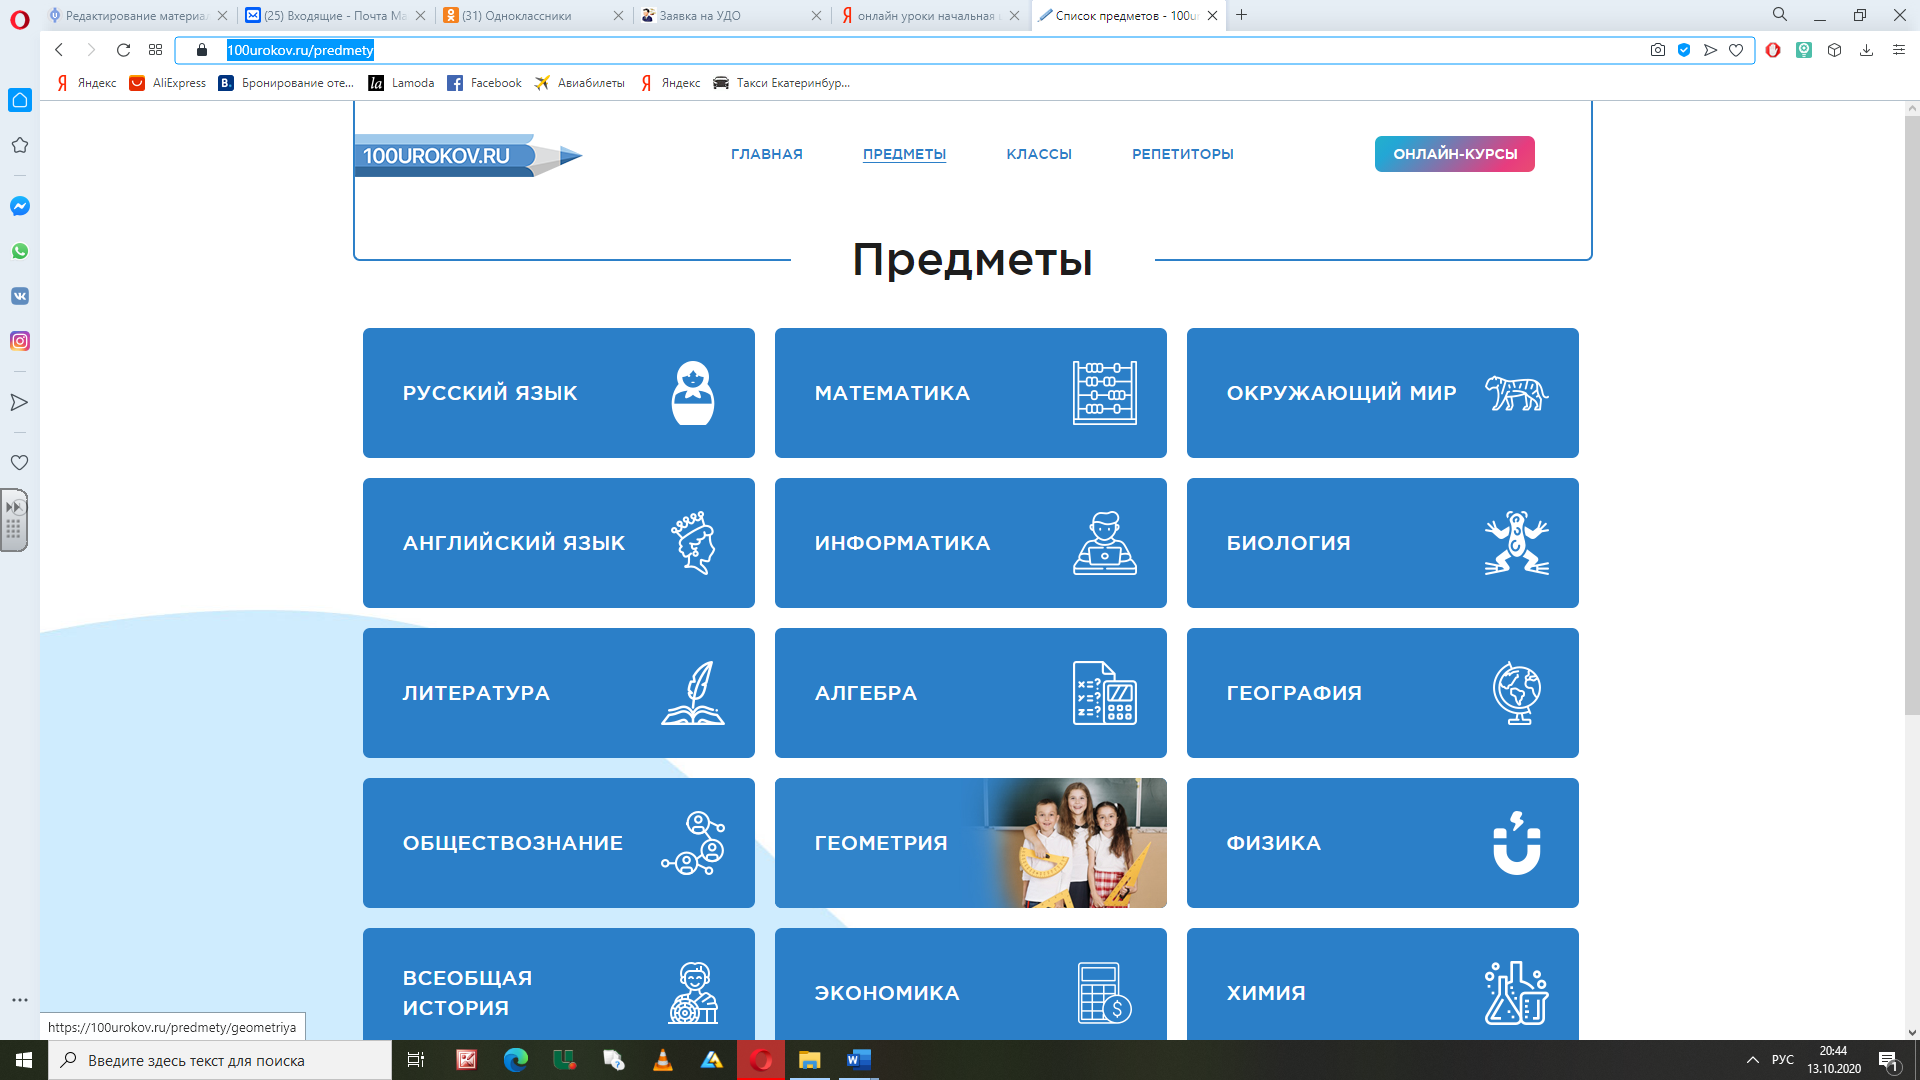 Редактирование материал
(25) Входящие - Почта Ma
(31) Одноклассники
Заявка на УДО
онлайн уроки начальная
Список предметов - 100u
100urokov.ru/predmety
Яндекс
AliExpress
Бронирование оте...
Lamoda
Facebook
Авиабилеты
Яндекс
Такси Екатеринбур...
100UROKOV.RU
ГЛАВНАЯ
ПРЕДМЕТЫ
КЛАССЫ
РЕПЕТИТОРЫ
ОНЛАЙН-КУРСЫ
Предметы
РУССКИЙ ЯЗЫК
МАТЕМАТИКА
ОКРУЖАЮЩИЙ МИР
АНГЛИЙСКИЙ ЯЗЫК
ИНФОРМАТИКА
БИОЛОГИЯ
ЛИТЕРАТУРА
АЛГЕБРА
ГЕОГРАФИЯ
ОБЩЕСТВОЗНАНИЕ
ГЕОМЕТРИЯ
ФИЗИКА
ВСЕОБЩАЯ
ИСТОРИЯ
ЭКОНОМИКА
ХИМИЯ
https://100urokov.ru/predmety/geometriya
Введите здесь текст для поиска
РУС
20:44
13.10.2020
1